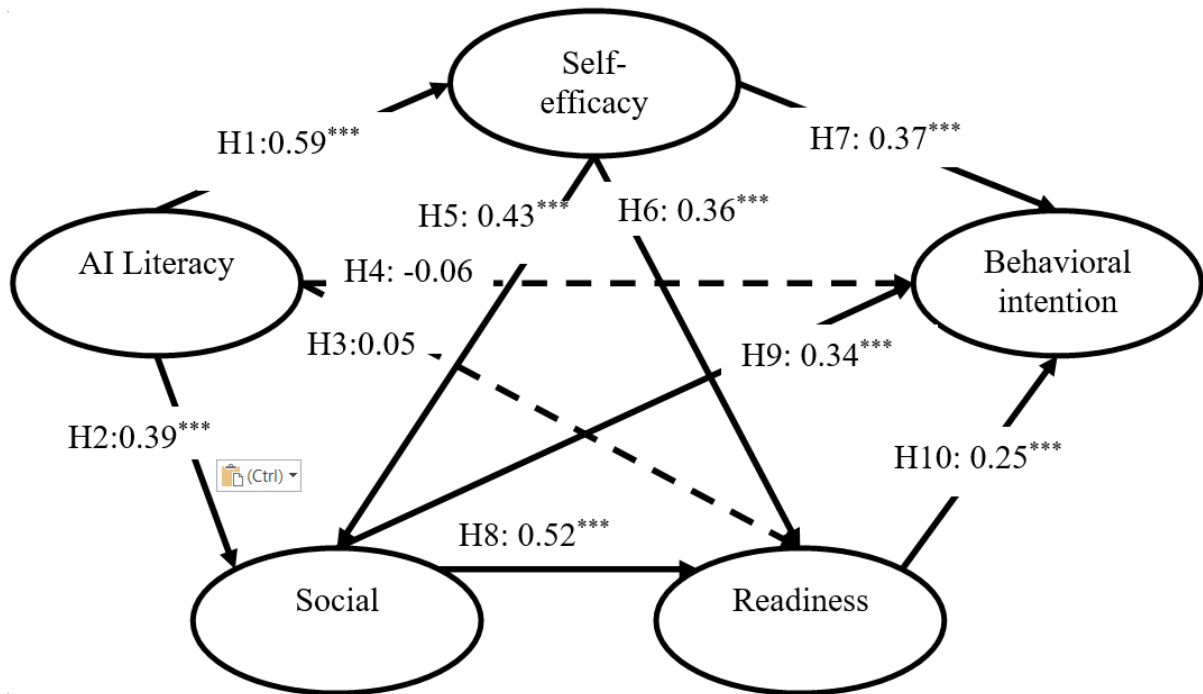 Self-
efficacy
H1:0.59***
H7: 0.37***
H5: 0.43***
H6: 0.36***
AI Literacy
H4: -0.06
Behavioral
intention
H3:0.05
H9: 0.34***
H2:0.39***
H10: 0.25***
(Ctrl)
H8: 0.52***
Social
Readiness